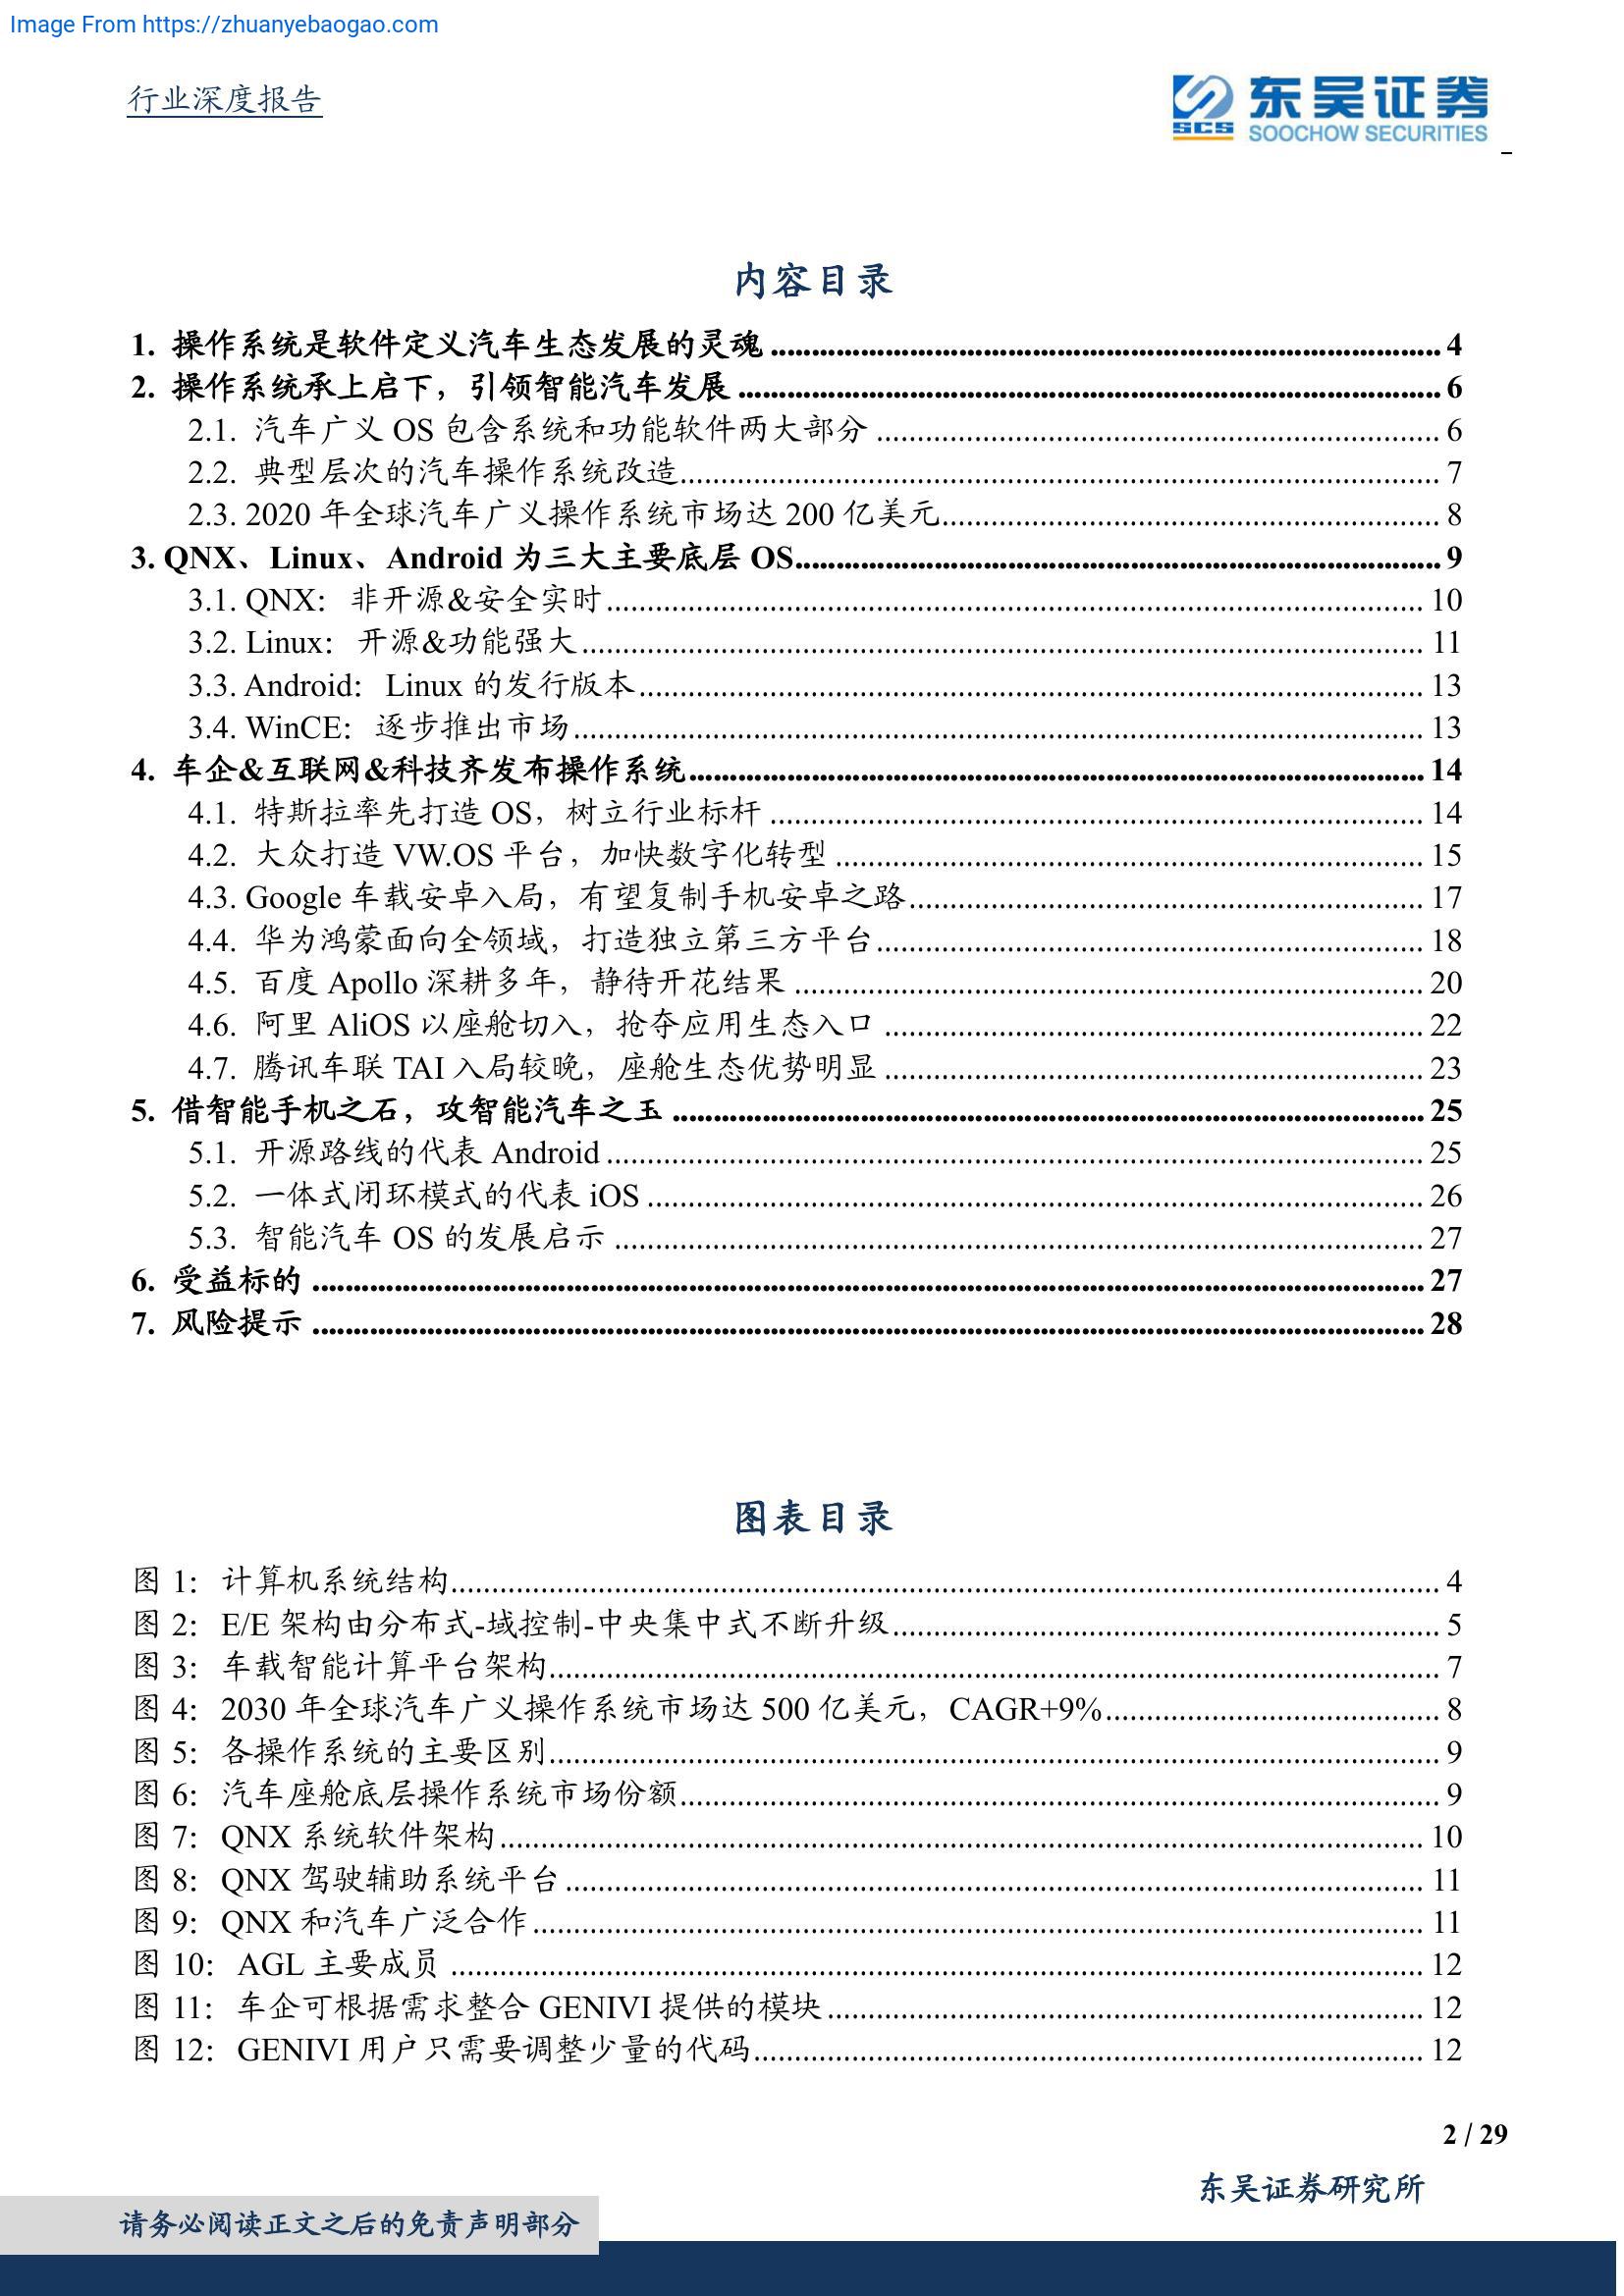 Image From https://zhuanyebaogao.com
行业深度报告
SCS 东吴证券
SOOCHOW SECURITIES
内容目录
1. 操作系统是软件定义汽车生态发展的灵魂 4
2. 操作系统承上启下，引领智能汽车发展 6
2.1. 汽车广义 OS 包含系统和功能软件两大部分 6
2.2. 典型层次的汽车操作系统改造 7
2.3. 2020 年全球汽车广义操作系统市场达 200 亿美元 8
3. QNX、Linux、Android 为三大主要底层 OS 9
3.1. QNX：非开源&安全实时 10
3.2. Linux：开源&功能强大 11
3.3. Android：Linux 的发行版本 13
3.4. WinCE：逐步推出市场 13
4. 车企&互联网&科技齐发布操作系统 14
4.1. 特斯拉率先打造 OS，树立行业标杆 14
4.2. 大众打造 VW.OS 平台，加快数字化转型 15
4.3. Google 车载安卓入局，有望复制手机安卓之路 17
4.4. 华为鸿蒙面向全领域，打造独立第三方平台 18
4.5. 百度 Apollo 深耕多年，静待开花结果 20
4.6. 阿里 AliOS 以座舱切入，抢夺应用生态入口 22
4.7. 腾讯车联 TAI 入局较晚，座舱生态优势明显 23
5. 借智能手机之石，攻智能汽车之玉 25
5.1. 开源路线的代表 Android 25
5.2. 一体式闭环模式的代表 iOS 26
5.3. 智能汽车 OS 的发展启示 27
6. 受益标的 27
7. 风险提示 28
图表目录
图 1：计算机系统结构 4
图 2：E/E 架构由分布式-域控制-中央集中式不断升级 5
图 3：车载智能计算平台架构 7
图 4：2030 年全球汽车广义操作系统市场达 500 亿美元，CAGR+9% 8
图 5：各操作系统的主要区别 9
图 6：汽车座舱底层操作系统市场份额 9
图 7：QNX 系统软件架构 10
图 8：QNX 驾驶辅助系统平台 11
图 9：QNX 和汽车广泛合作 11
图 10：AGL 主要成员 12
图 11：车企可根据需求整合 GENIVI 提供的模块 12
图 12：GENIVI 用户只需要调整少量的代码 12
2 / 29
东吴证券研究所
请务必阅读正文之后的免责声明部分